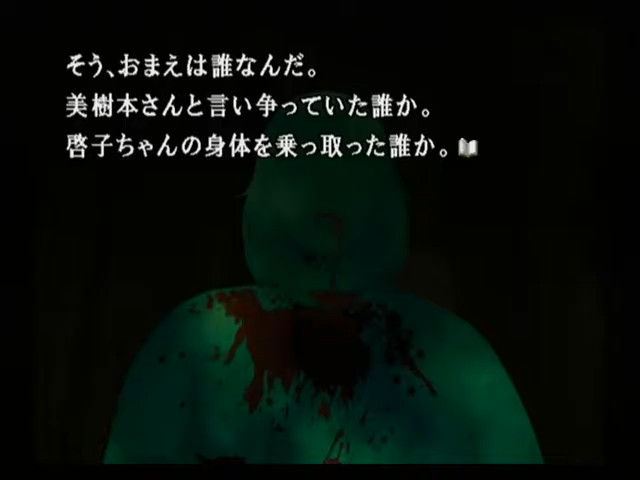 そう、おまえは誰なんだ。
美樹本さんと言い争っていた誰か。
啓子ちゃんの身体を乗っ取った誰か。